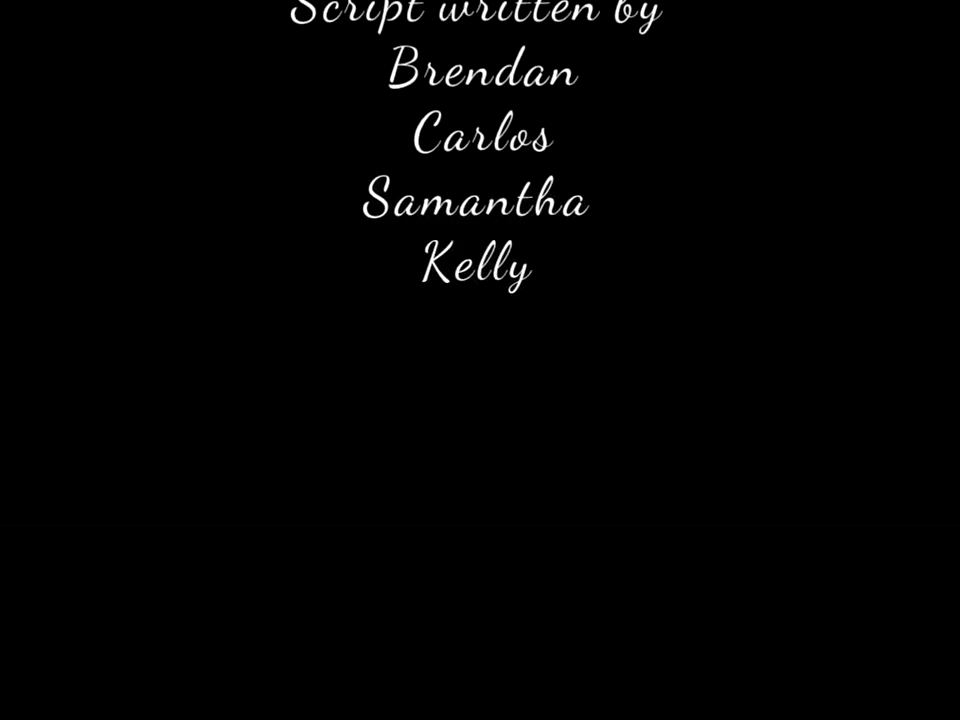 Script written by
Brendan
Carlos
Samantha
Kelly